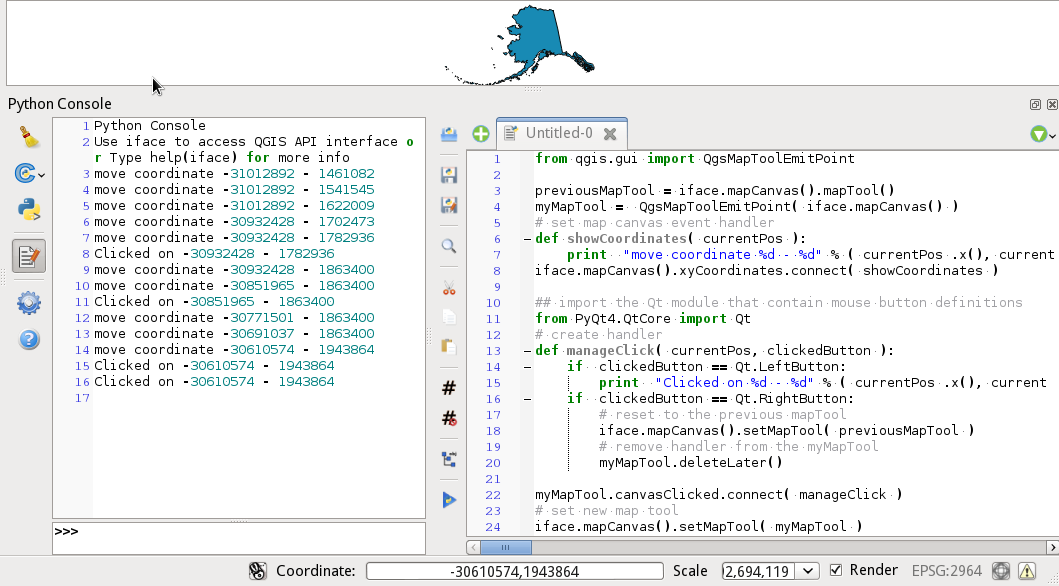 Python Console
1 Python Console
2 Use iface to access QGIS API interface o
r Type help(iface) for more info
3 move coordinate -31012892 - 1461082
4 move coordinate -31012892 - 1541545
5 move coordinate -31012892 - 1622009
6 move coordinate -30932428 - 1702473
7 move coordinate -30932428 - 1782936
8 Clicked on -30932428 - 1782936
9 move coordinate -30932428 - 1863400
10 move coordinate -30851965 - 1863400
11 Clicked on -30851965 - 1863400
12 move coordinate -30771501 - 1863400
13 move coordinate -30691037 - 1863400
14 move coordinate -30610574 - 1943864
15 Clicked on -30610574 - 1943864
16 Clicked on -30610574 - 1943864
17
>>>
Untitled-0
1 from qgis.gui import QgsMapToolEmitPoint
2
3 previousMapTool = iface.mapCanvas().mapTool()
4 myMapTool = QgsMapToolEmitPoint( iface.mapCanvas() )
5 # set map canvas event handler
6 def showCoordinates( currentPos ):
7 print "move coordinate %d - %d" % ( currentPos .x(), current
8 iface.mapCanvas().xyCoordinates.connect( showCoordinates )
9
10 ## import the Qt module that contain mouse button definitions
11 from PyQt4.QtCore import Qt
12 # create handler
13 def manageClick( currentPos, clickedButton ):
14 if clickedButton == Qt.LeftButton:
15 print "Clicked on %d - %d" % ( currentPos .x(), current
16 if clickedButton == Qt.RightButton:
17 # reset to the previous mapTool
18 iface.mapCanvas().setMapTool( previousMapTool )
19 # remove handler from the myMapTool
20 myMapTool.deleteLater()
21
22 myMapTool.canvasClicked.connect( manageClick )
23 # set new map tool
24 iface.mapCanvas().setMapTool( myMapTool )
Coordinate: -30610574,1943864 Scale 2,694,119 Render EPSG:2964